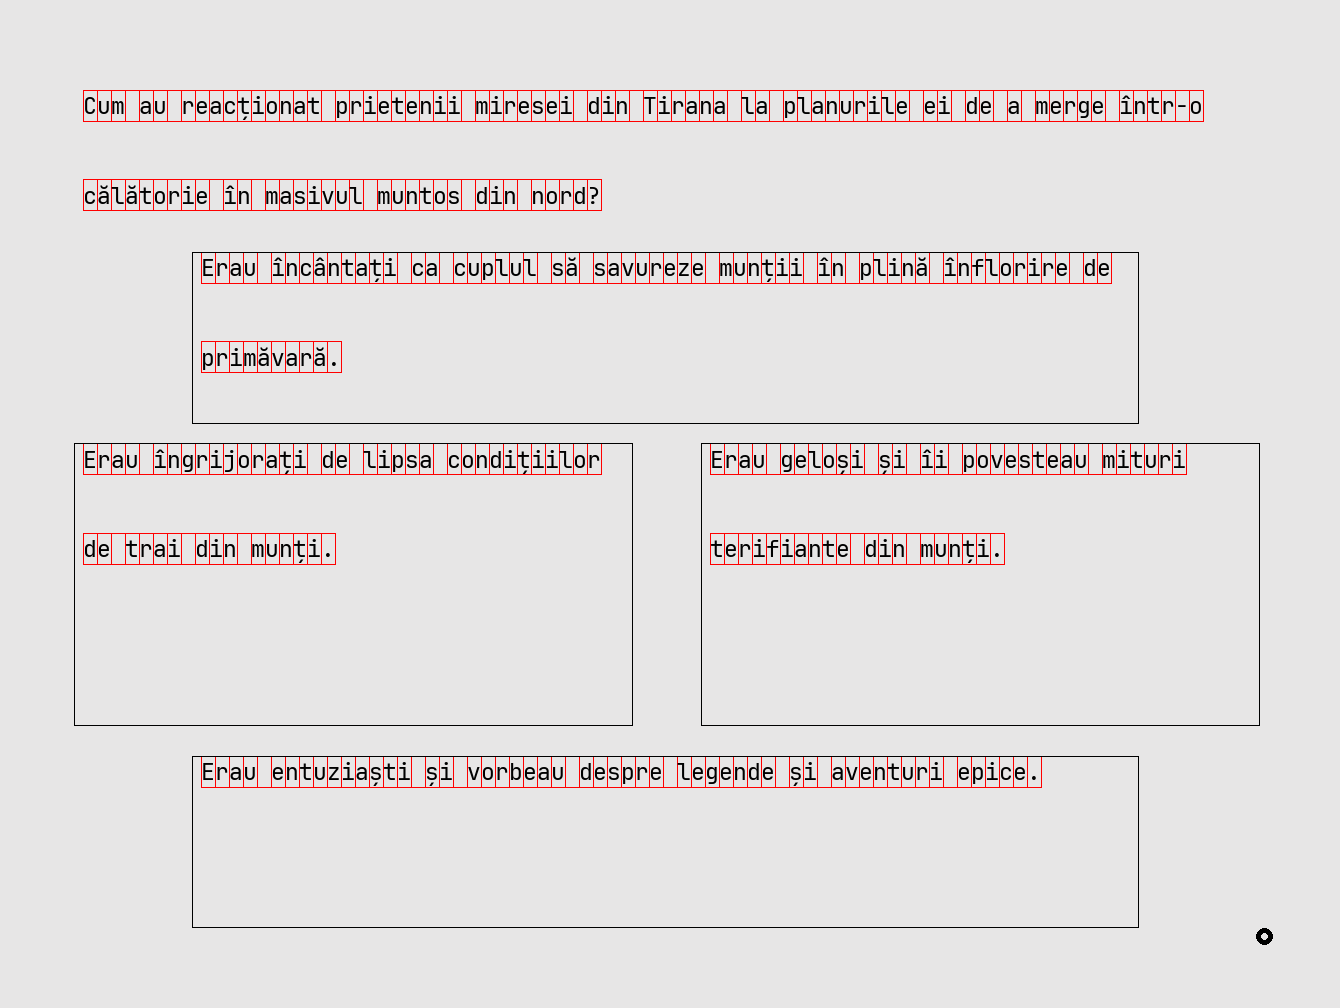 Cum au reacționat prietenii miresei din Tirana la planurile ei de a merge într-o
călătorie în masivul muntos din nord?
Erau încântați ca cuplul să savureze munții în plină înflorire de
primăvară.
Erau îngrijorați de lipsa condițiilor
de trai din munți.
Erau geloși și îi povesteau mituri
terifiante din munți.
Erau entuziaști și vorbeau despre legende și aventuri epice.